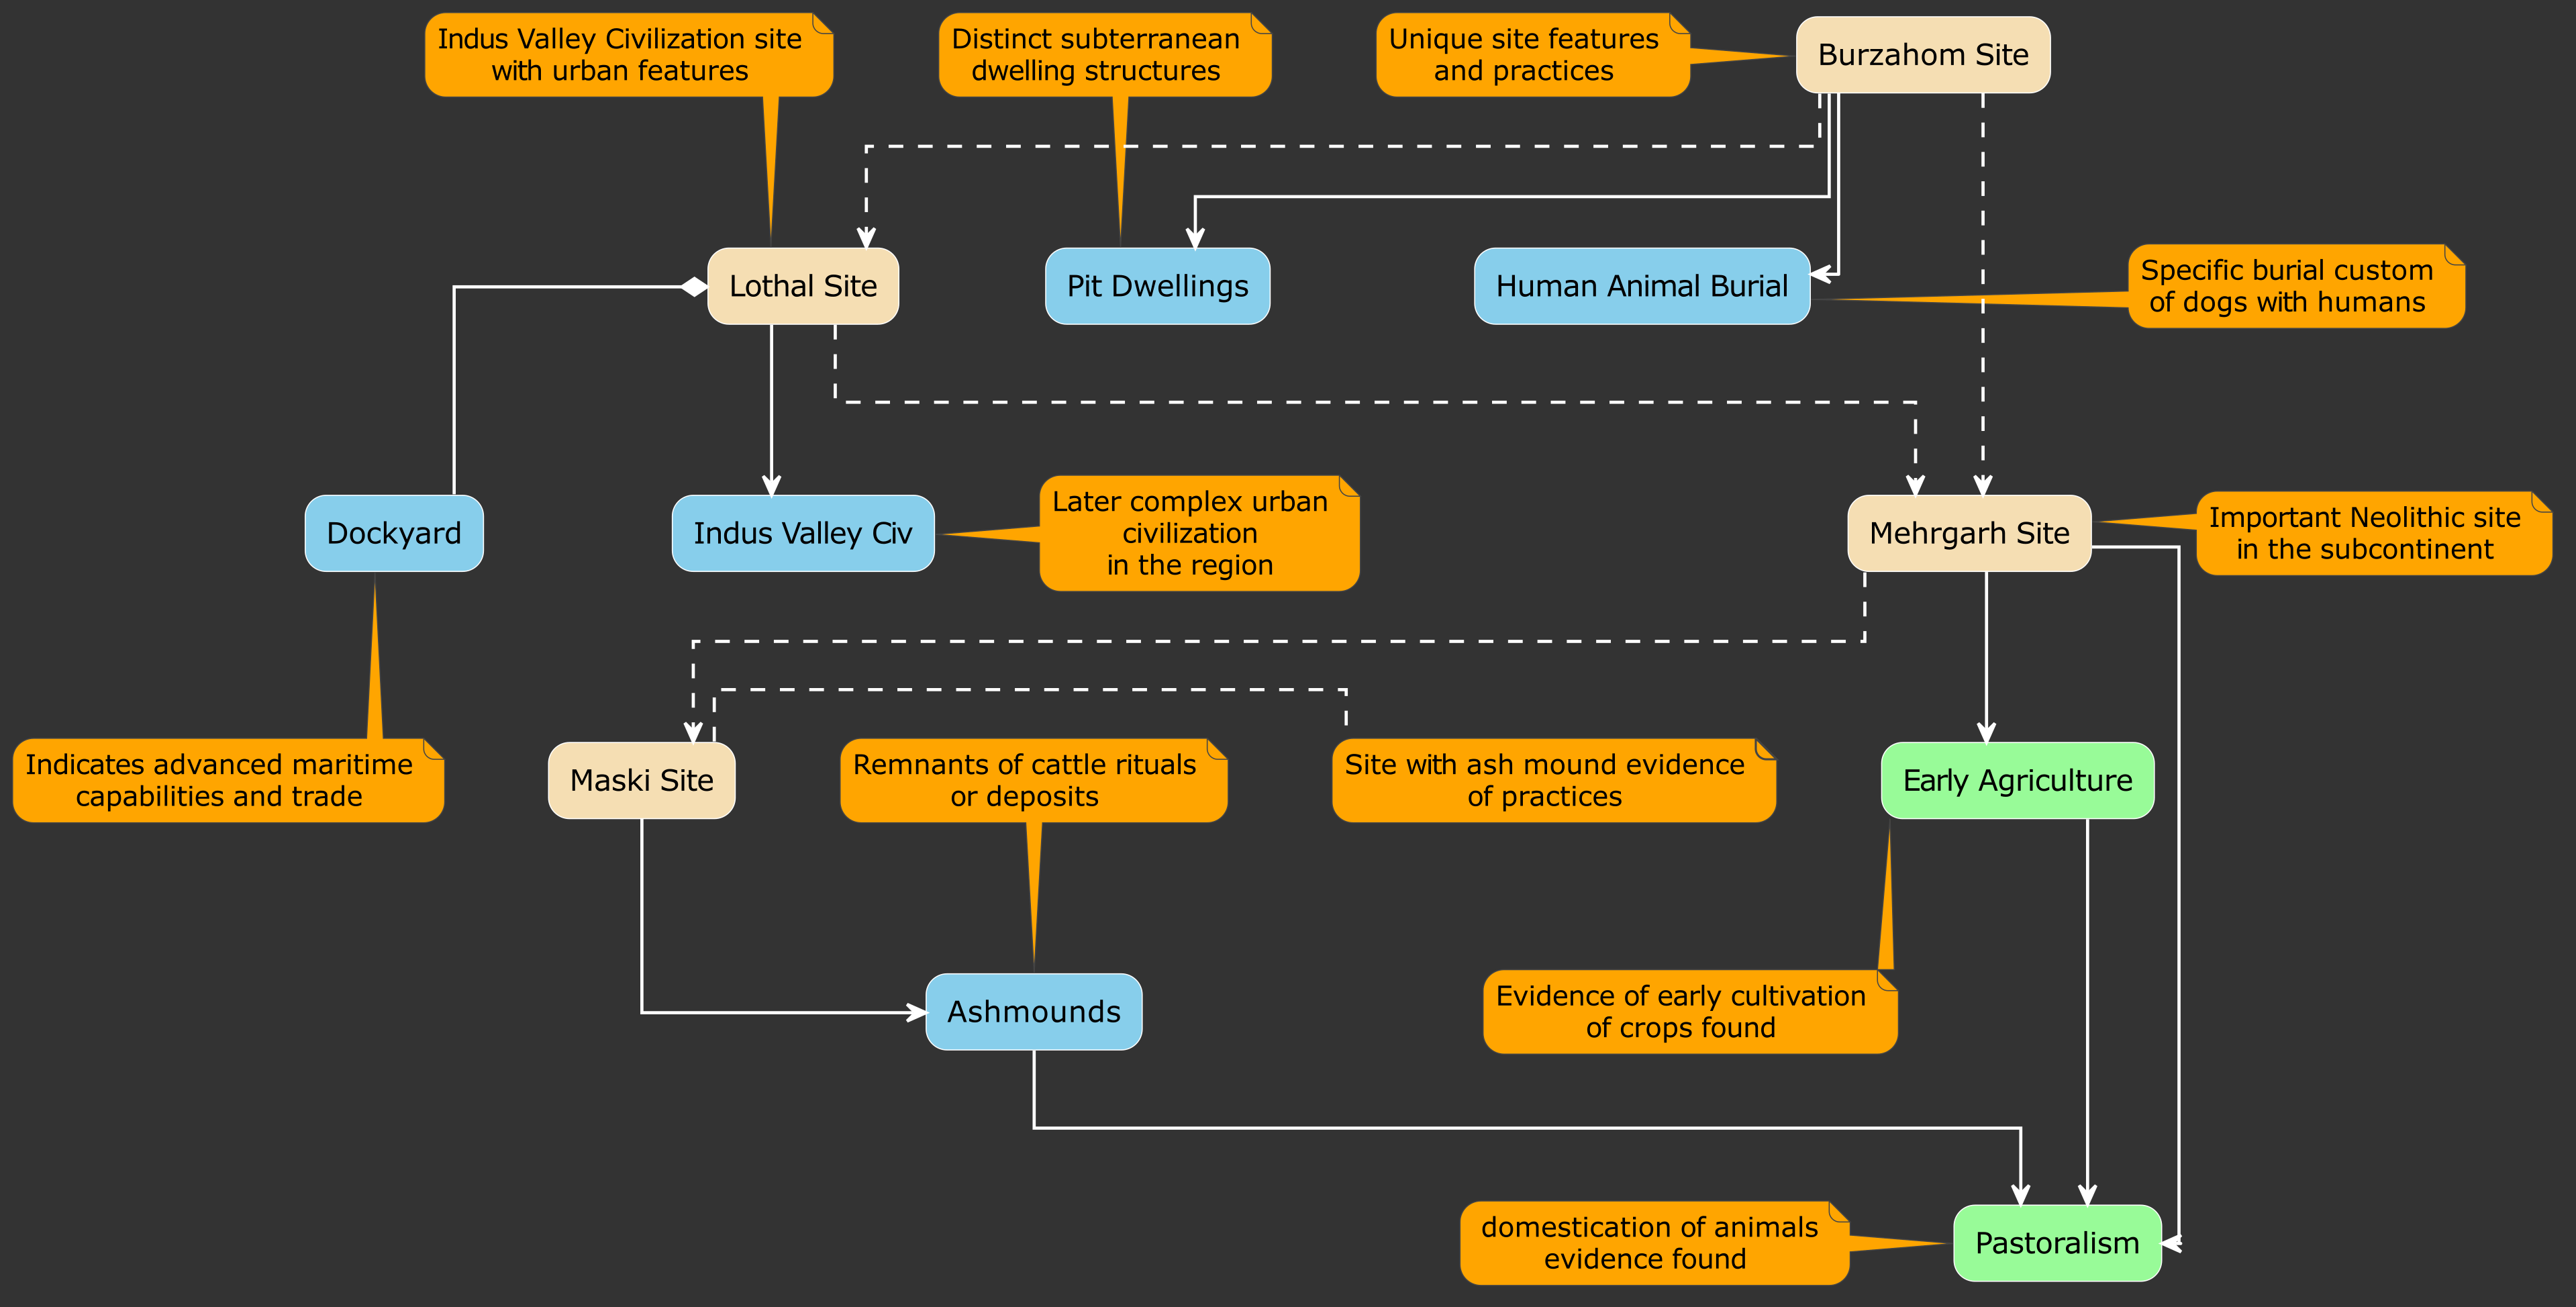 Indus Valley Civilization site
with urban features
Distinct subterranean
dwelling structures
Unique site features
and practices
Burzahom Site
Lothal Site
Pit Dwellings
Human Animal Burial
Specific burial custom
of dogs with humans
Dockyard
Indus Valley Civ
Later complex urban
civilization
in the region
Mehrgarh Site
Important Neolithic site
in the subcontinent
Indicates advanced maritime
capabilities and trade
Maski Site
Remnants of cattle rituals
or deposits
Site with ash mound evidence
of practices
Early Agriculture
Ashmounds
Evidence of early cultivation
of crops found
domestication of animals
evidence found
Pastoralism